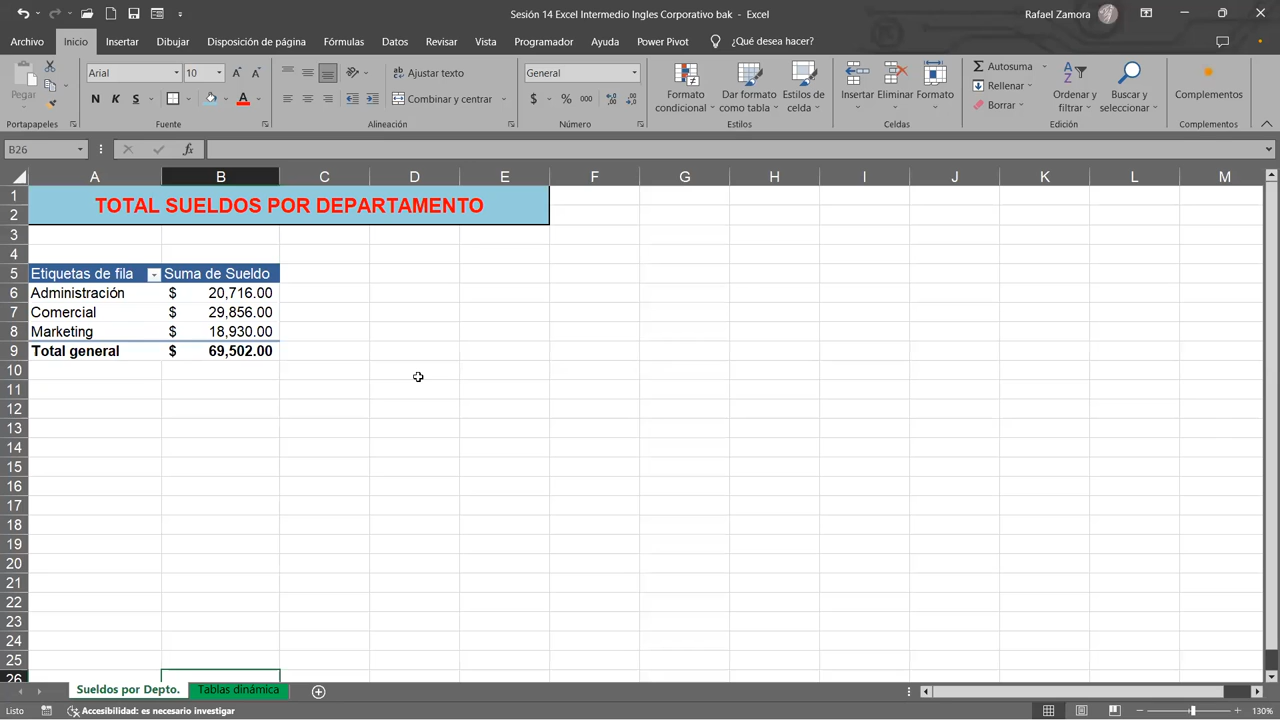 Sesión 14 Excel Intermedio Ingles Corporativo bak - Excel
Rafael Zamora
Archivo Inicio Insertar Dibujar Disposición de página Fórmulas Datos Revisar Vista Programador Ayuda Power Pivot ¿Qué desea hacer?
Pegar
Portapapeles
Arial 10
N K S
Fuente
Ajustar texto
Combinar y centrar
Alineación
General
$ % 000
Número
Formato condicional
Dar formato como tabla
Estilos de celda
Estilos
Insertar Eliminar Formato
Celdas
Autosuma
Rellenar
Borrar
Ordenar y filtrar
Buscar y seleccionar
Edición
Complementos
Complementos
B26 fx
A B C D E F G H I J K L M
1 TOTAL SUELDOS POR DEPARTAMENTO
2
3
4
5 Etiquetas de fila Suma de Sueldo
6 Administración $ 20,716.00
7 Comercial $ 29,856.00
8 Marketing $ 18,930.00
9 Total general $ 69,502.00
10
11
12
13
14
15
16
17
18
19
20
21
22
23
24
25
26
Sueldos por Depto. Tablas dinámica
Listo Accesibilidad: es necesario investigar 130%